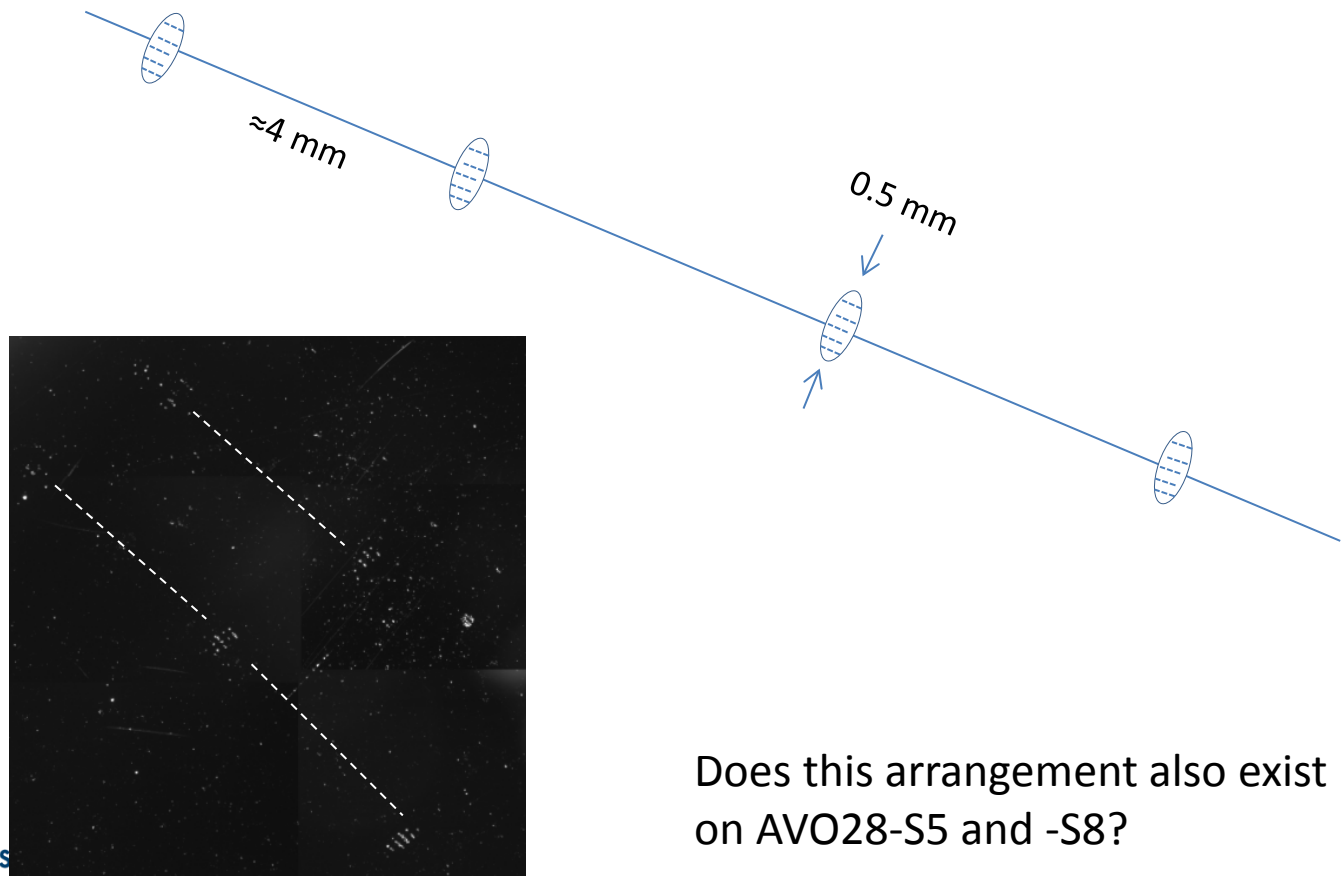 ≈4 mm
0.5 mm
Does this arrangement also exist
on AVO28-S5 and -S8?
s